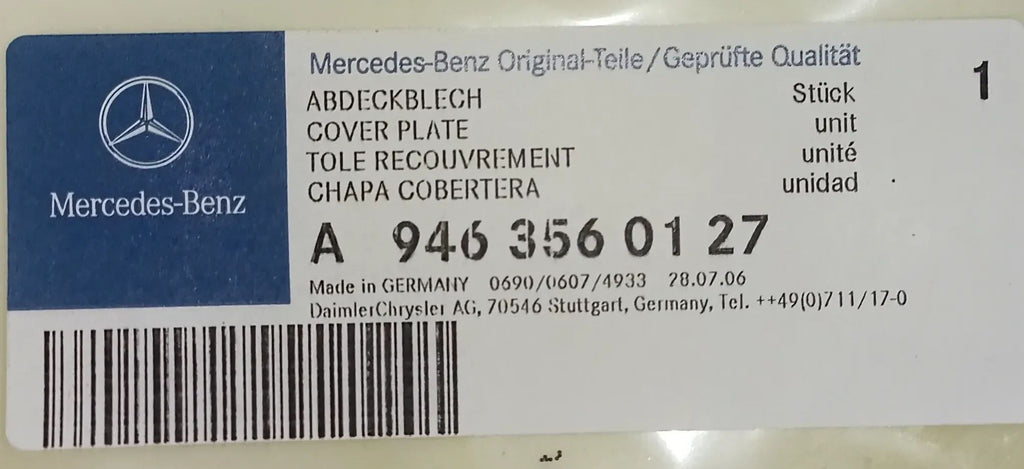 Mercedes-Benz Original-Teile/Geprüfte Qualität
ABDECKBLECH Stück 1
COVER PLATE unit
TOLE RECOUVREMENT unité
CHAPA COBERTERA unidad
Mercedes-Benz
A 946 356 01 27
Made in GERMANY 0690/0607/4933 28.07.06
DaimlerChrysler AG, 70546 Stuttgart, Germany, Tel. ++49(0)711/17-0